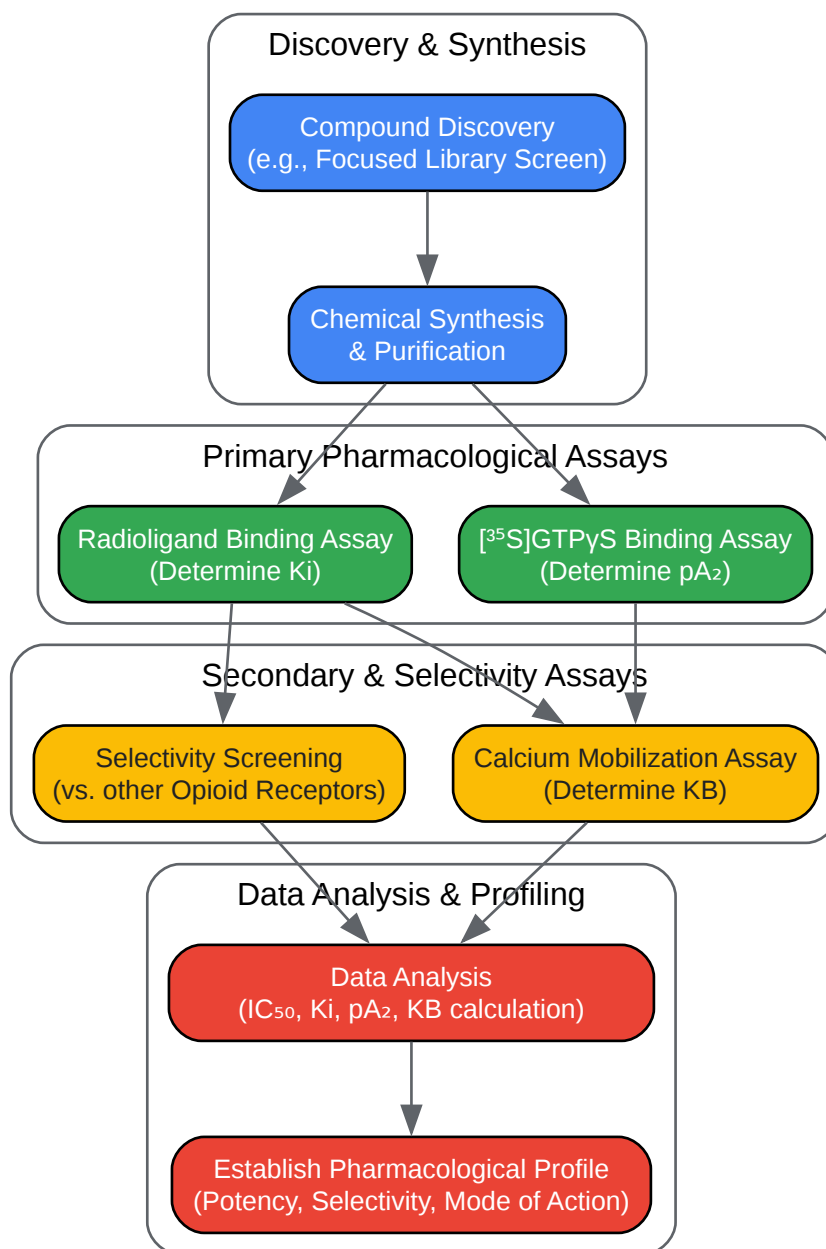 Discovery & Synthesis
Compound Discovery
(e.g., Focused Library Screen)
Chemical Synthesis
& Purification
Primary Pharmacological Assays
Radioligand Binding Assay
(Determine Ki)
[³⁵S]GTPγS Binding Assay
(Determine pA₂)
Secondary & Selectivity Assays
Selectivity Screening
(vs. other Opioid Receptors)
Calcium Mobilization Assay
(Determine KB)
Data Analysis & Profiling
Data Analysis
(IC₅₀, Ki, pA₂, KB calculation)
Establish Pharmacological Profile
(Potency, Selectivity, Mode of Action)